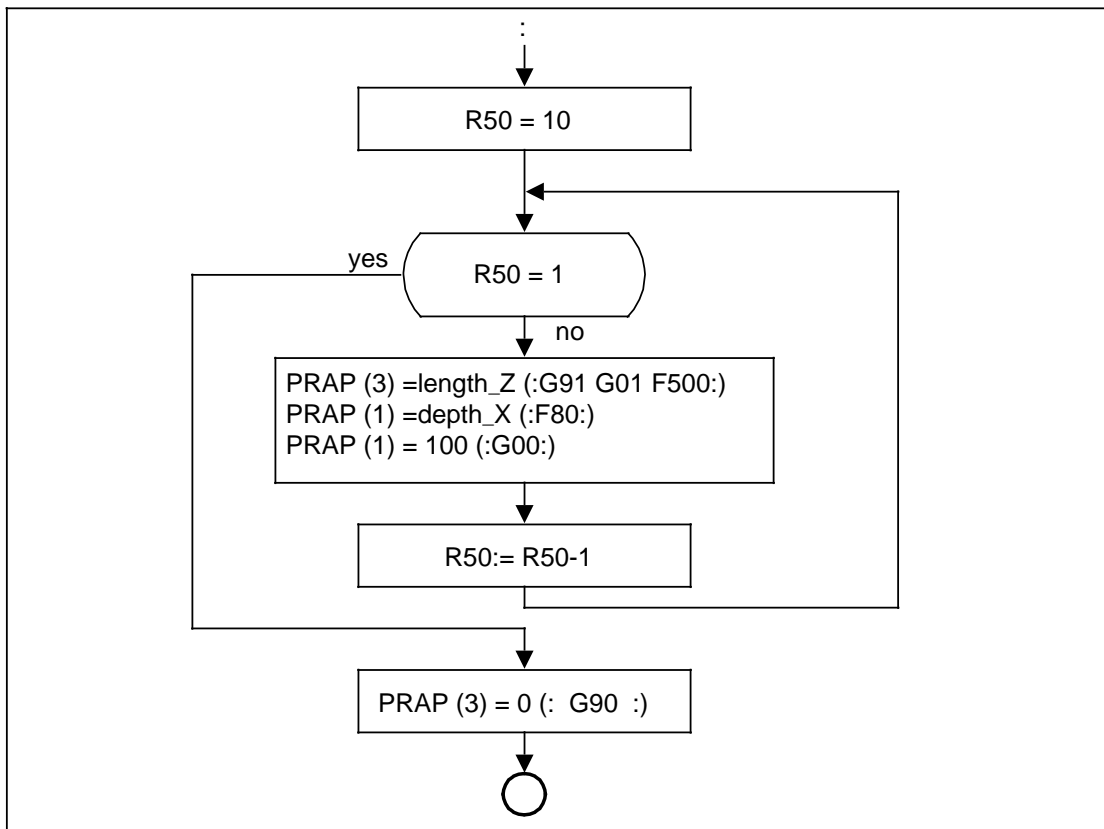 :
R50 = 10
yes
R50 = 1
no
PRAP (3) =length_Z (:G91 G01 F500:)
PRAP (1) =depth_X (:F80:)
PRAP (1) = 100 (:G00:)
R50:= R50-1
PRAP (3) = 0 (: G90 :)